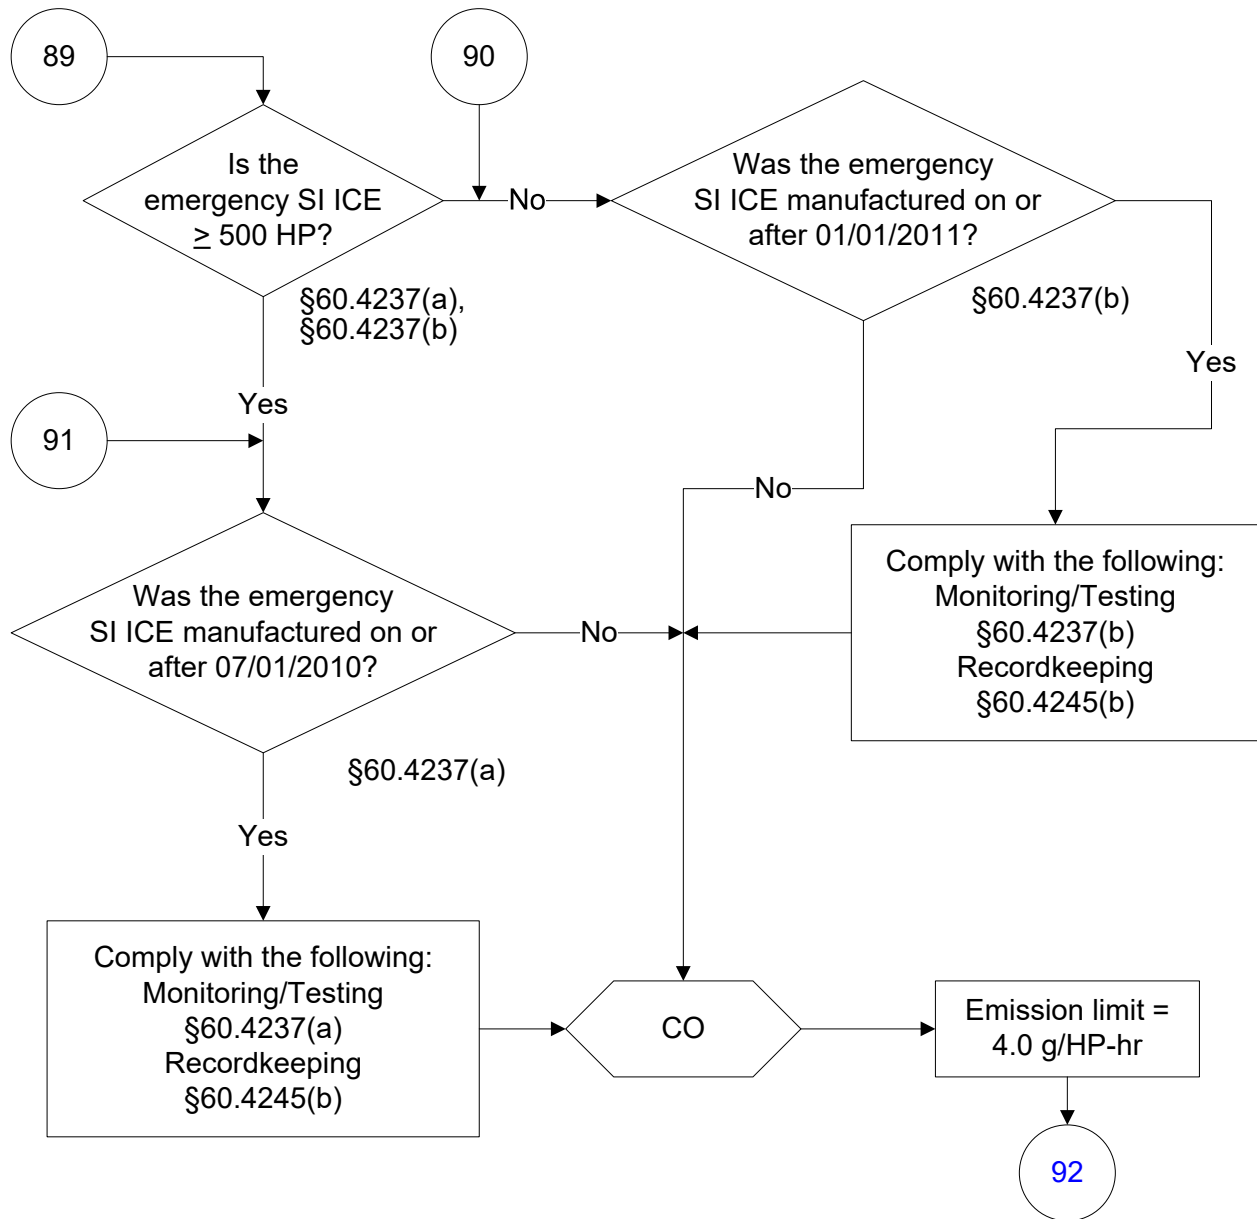 89
90
Is the
emergency SI ICE
≥ 500 HP?
No
Was the emergency
SI ICE manufactured on or
after 01/01/2011?
§60.4237(a),
§60.4237(b)
§60.4237(b)
Yes
Yes
91
No
Was the emergency
SI ICE manufactured on or
after 07/01/2010?
No
Comply with the following:
Monitoring/Testing
§60.4237(b)
Recordkeeping
§60.4245(b)
§60.4237(a)
Yes
Comply with the following:
Monitoring/Testing
§60.4237(a)
Recordkeeping
§60.4245(b)
CO
Emission limit =
4.0 g/HP-hr
92